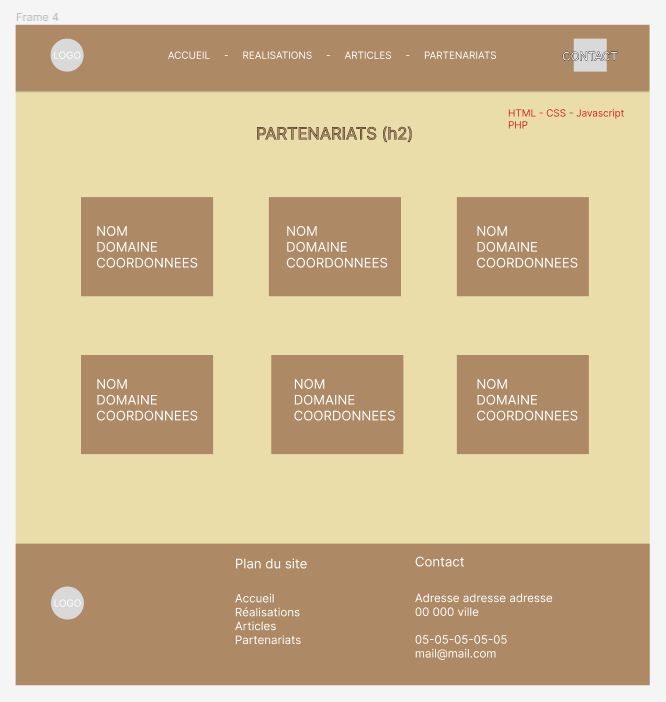 Frame 4
LOGO
ACCUEIL - REALISATIONS - ARTICLES - PARTENARIATS
CONTACT
HTML - CSS - Javascript
PHP
PARTENARIATS (h2)
NOM
DOMAINE
COORDONNEES
NOM
DOMAINE
COORDONNEES
NOM
DOMAINE
COORDONNEES
NOM
DOMAINE
COORDONNEES
NOM
DOMAINE
COORDONNEES
NOM
DOMAINE
COORDONNEES
LOGO
Plan du site
Accueil
Réalisations
Articles
Partenariats
Contact
Adresse adresse adresse
00 000 ville
05-05-05-05-05
mail@mail.com